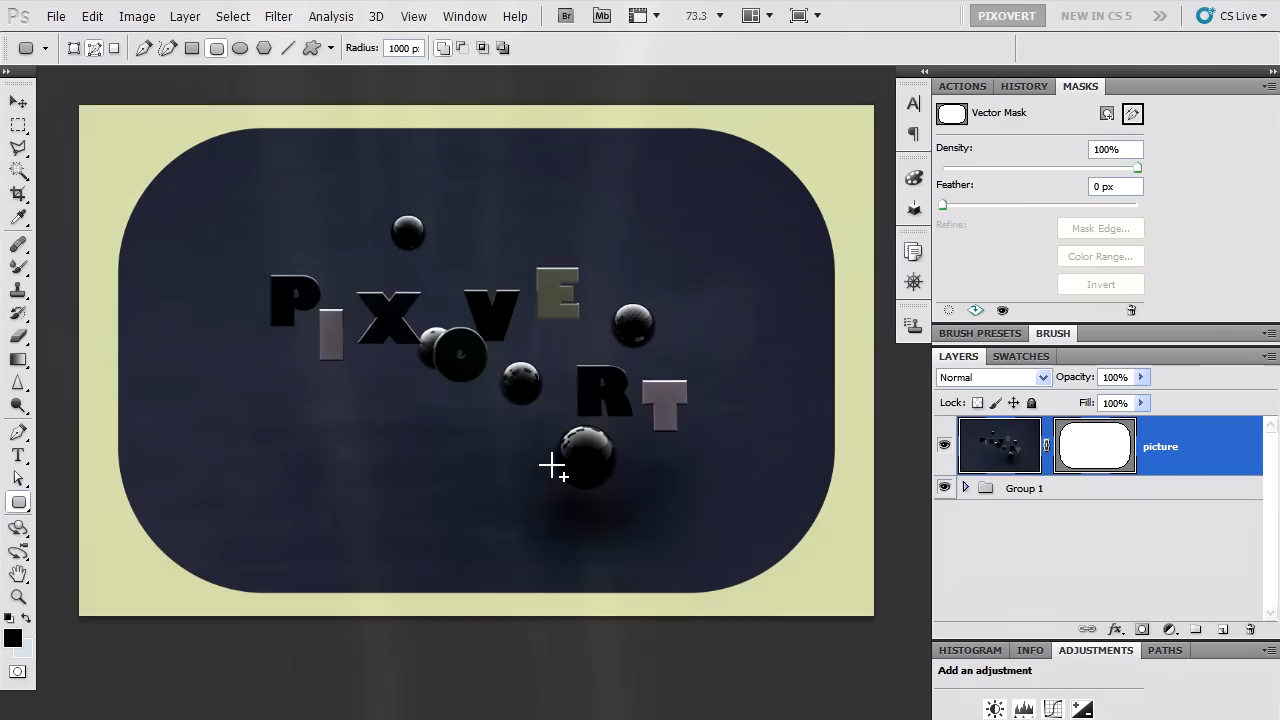 Ps File Edit Image Layer Select Filter Analysis 3D View Window Help Br Mb 73.3 PIXOVERT NEW IN CS 5 CS Live
Radius: 1000 p:
ACTIONS HISTORY MASKS
Vector Mask
Density: 100%
Feather: 0 px
Refine: Mask Edge...
Color Range...
Invert
BRUSH PRESETS BRUSH
LAYERS SWATCHES
Normal Opacity: 100%
Lock: Fill: 100%
picture
Group 1
HISTOGRAM INFO ADJUSTMENTS PATHS
Add an adjustment
PIXOVERT